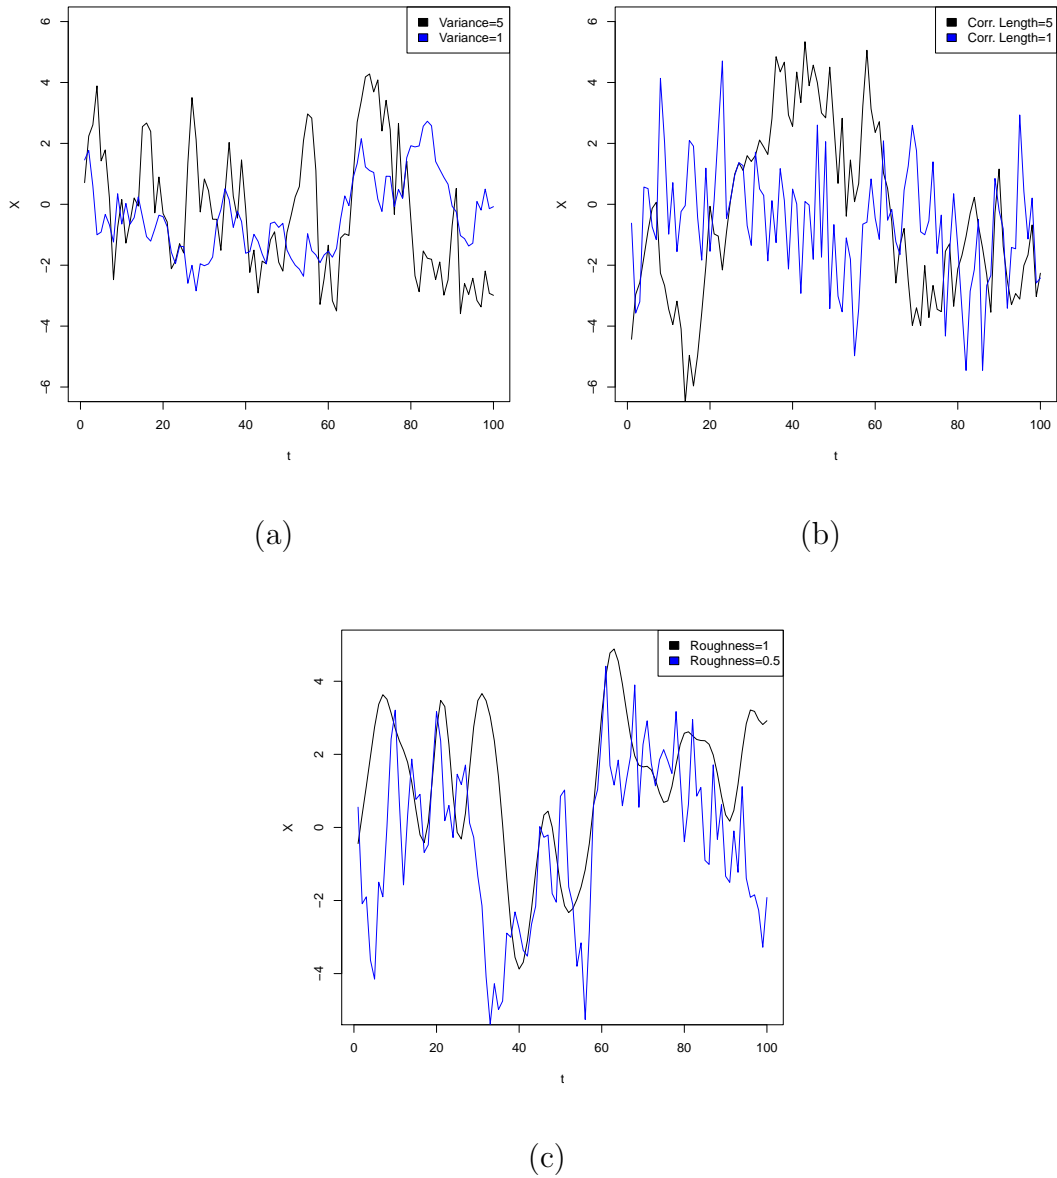 Variance=5
Variance=1
X
6
4
2
0
−2
−4
−6
0 20 40 60 80 100
t
(a)
Corr. Length=5
Corr. Length=1
X
6
4
2
0
−2
−4
−6
0 20 40 60 80 100
t
(b)
Roughness=1
Roughness=0.5
X
4
2
0
−2
−4
0 20 40 60 80 100
t
(c)